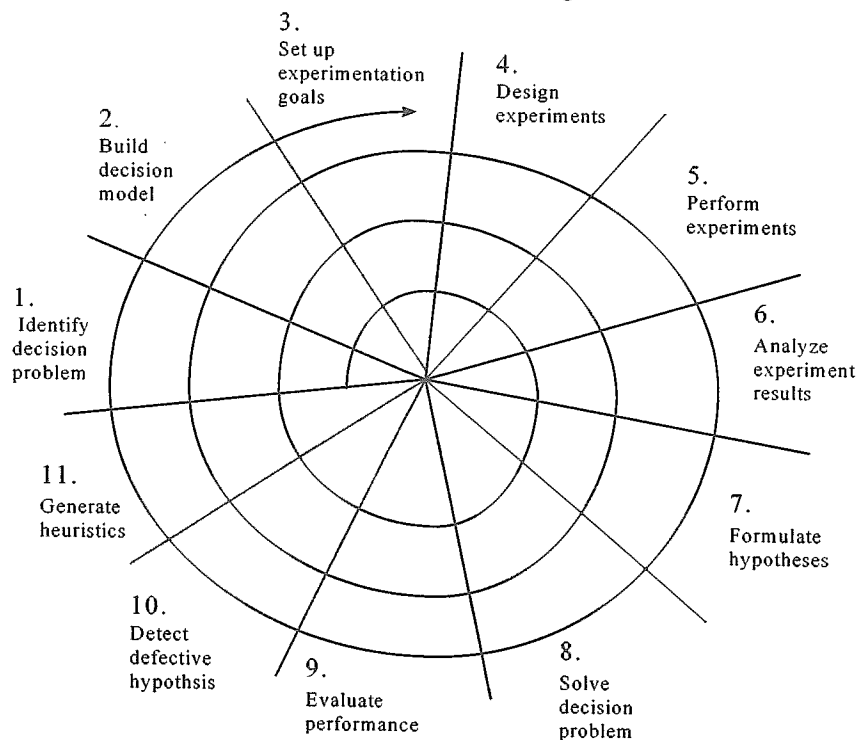 1.
Identify
decision
problem
2.
Build
decision
model
3.
Set up
experimentation
goals
4.
Design
experiments
5.
Perform
experiments
6.
Analyze
experiment
results
7.
Formulate
hypotheses
8.
Solve
decision
problem
9.
Evaluate
performance
10.
Detect
defective
hypothsis
11.
Generate
heuristics